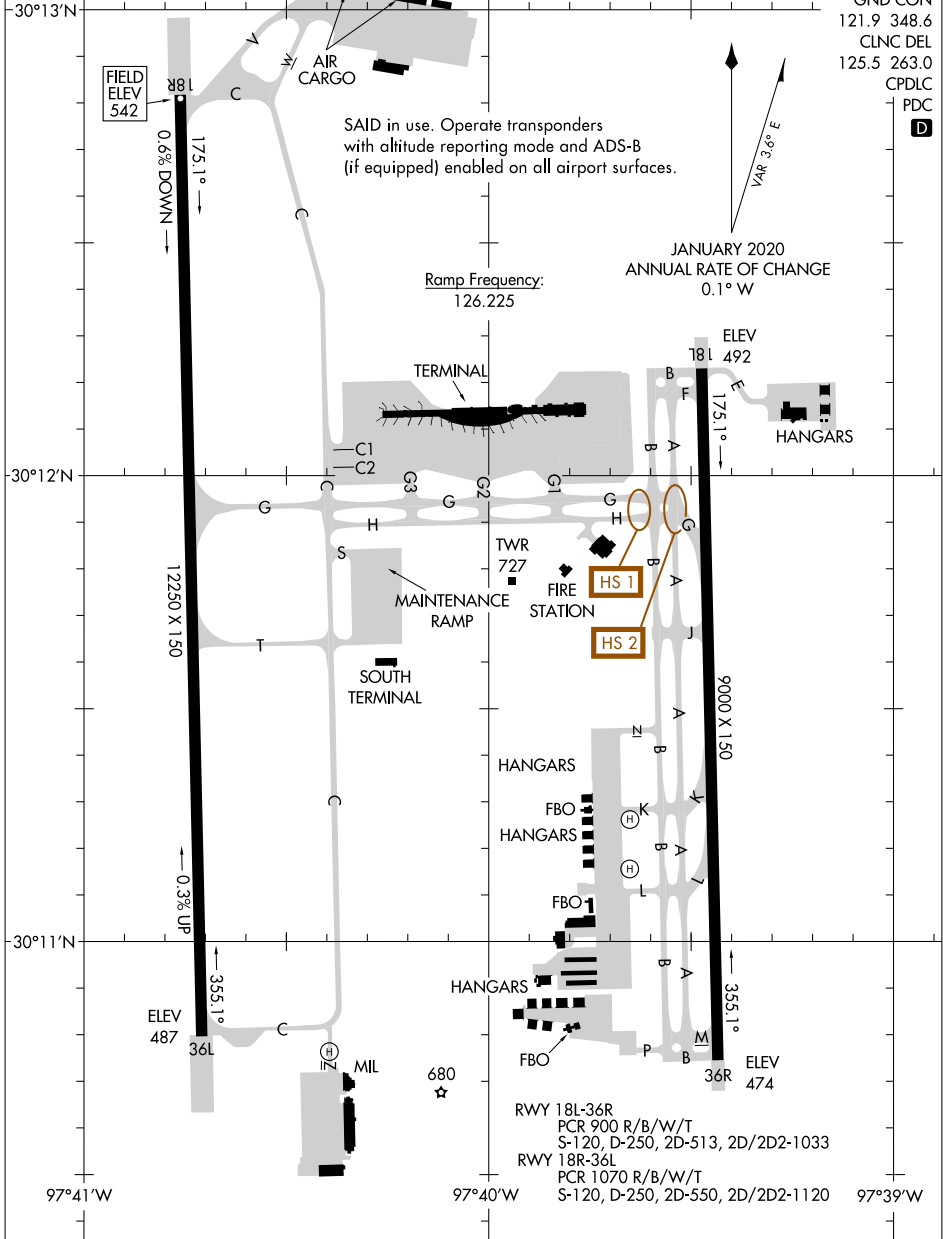 30°13'N
GND CON
121.9 348.6
CLNC DEL
125.5 263.0
CPDLC
PDC
D
V
W
AIR
CARGO
FIELD
ELEV
542
18R
C
175.1°
0.6% DOWN
SAID in use. Operate transponders
with altitude reporting mode and ADS-B
(if equipped) enabled on all airport surfaces.
VAR 3.6° E
C
JANUARY 2020
ANNUAL RATE OF CHANGE
0.1° W
Ramp Frequency:
126.225
ELEV
492
18L
TERMINAL
B
F
E
175.1°
HANGARS
B
A
C1
C2
30°12'N
C
G3
G2
G1
G
G
G
G
H
H
S
TWR
727
HS 1
FIRE
STATION
B
A
MAINTENANCE
RAMP
HS 2
J
12250 X 150
T
SOUTH
TERMINAL
9000 X 150
A
N
B
HANGARS
C
FBO
K
K
H
HANGARS
B
A
H
L
L
0.3% UP
FBO
30°11'N
355.1°
B
A
355.1°
HANGARS
ELEV
487
36L
C
FBO
P
B
M
36R
ELEV
474
H
Z
MIL
680
RWY 18L-36R
PCR 900 R/B/W/T
S-120, D-250, 2D-513, 2D/2D2-1033
RWY 18R-36L
PCR 1070 R/B/W/T
S-120, D-250, 2D-550, 2D/2D2-1120
97°41'W
97°40'W
97°39'W